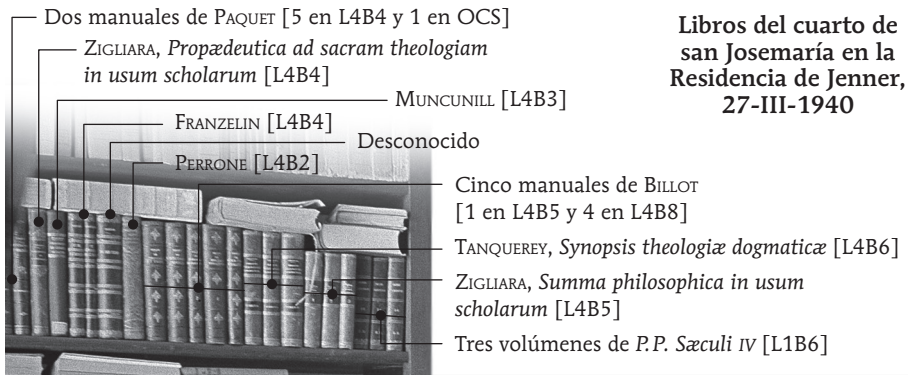 Dos manuales de PAQUET [5 en L4B4 y 1 en OCS]
ZIGLIARA, Propædeutica ad sacram theologiam
in usum scholarum [L4B4]
MUNCUNILL [L4B3]
FRANZELIN [L4B4]
Desconocido
PERRONE [L4B2]
Libros del cuarto de
san Josemaría en la
Residencia de Jenner,
27-III-1940
Cinco manuales de BILLOT
[1 en L4B5 y 4 en L4B8]
TANQUEREY, Synopsis theologiæ dogmaticæ [L4B6]
ZIGLIARA, Summa philosophica in usum
scholarum [L4B5]
Tres volúmenes de P.P. Sæculi IV [L1B6]